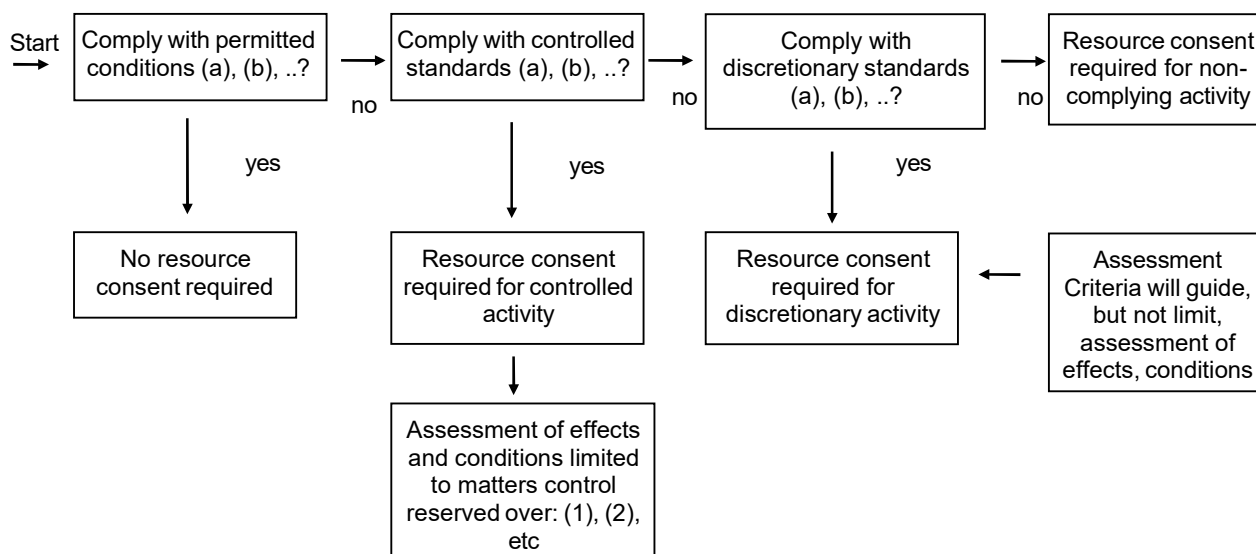 Start
Comply with permitted
conditions (a), (b), ..?
no
Comply with controlled
standards (a), (b), ..?
no
Comply with
discretionary standards
(a), (b), ..?
no
Resource consent
required for non-
complying activity
yes
yes
yes
No resource
consent required
Resource consent
required for controlled
activity
Resource consent
required for
discretionary activity
Assessment
Criteria will guide,
but not limit,
assessment of
effects, conditions
Assessment of effects
and conditions limited
to matters control
reserved over: (1), (2),
etc